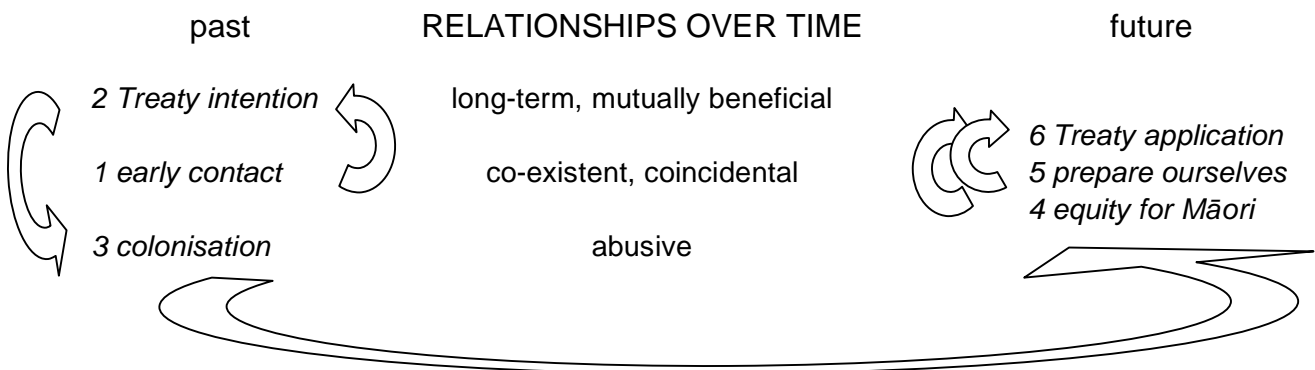 past RELATIONSHIPS OVER TIME future
2 Treaty intention long-term, mutually beneficial
6 Treaty application
1 early contact co-existent, coincidental 5 prepare ourselves
4 equity for Māori
3 colonisation abusive